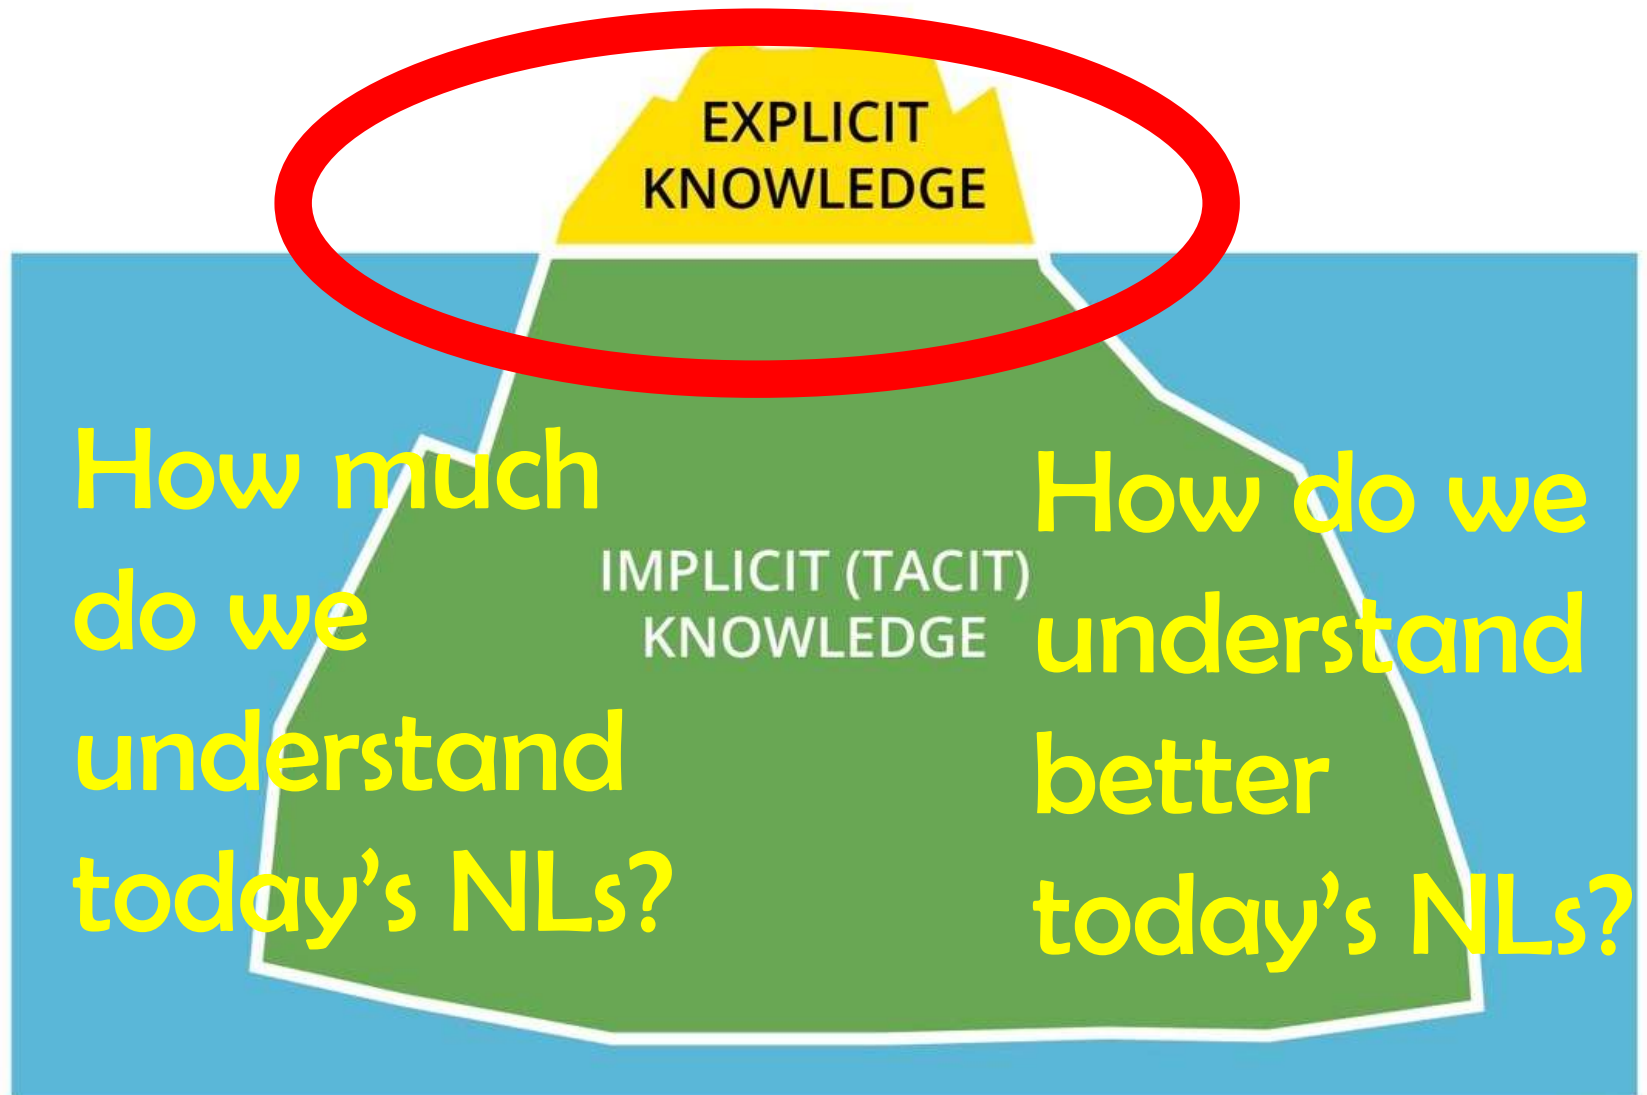 EXPLICIT
KNOWLEDGE
How much
do we
understand
today’s NLs?
IMPLICIT (TACIT)
KNOWLEDGE
How do we
understand
better
today’s NLs?